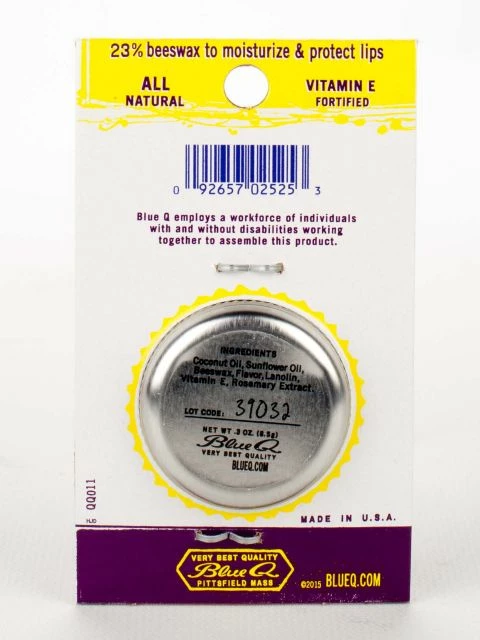 23% beeswax to moisturize & protect lips
ALL
NATURAL
VITAMIN E
FORTIFIED
0 92657 02525 3
Blue Q employs a workforce of individuals
with and without disabilities working
together to assemble this product.
INGREDIENTS
Coconut Oil, Sunflower Oil,
Beeswax, Flavor, Lanolin,
Vitamin E, Rosemary Extract.
LOT CODE: 39032
NET WT .3 OZ. (8.5g)
Blue Q
VERY BEST QUALITY
BLUEQ.COM
QQ011
HJD
MADE IN U.S.A.
VERY BEST QUALITY
Blue Q
PITTSFIELD MASS
©2015 BLUEQ.COM